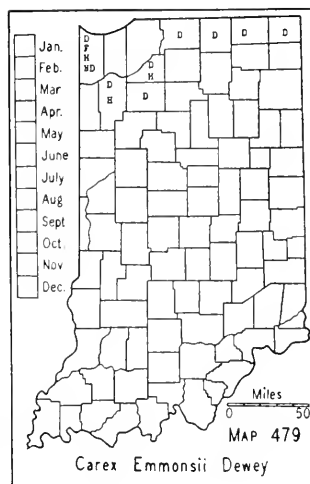 Jan.
Feb.
Mar
Apr.
May
June
July
Aug
Sept
Oct.
Nov
Dec.
D
F
H
ND
D
H
D
H
D
D
D
D
D
Miles
0 50
MAP 479
Carex Emmonsii Dewey